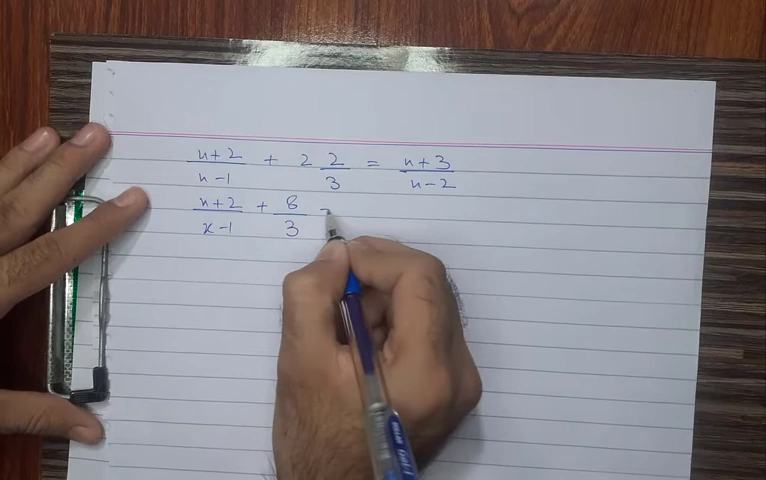 x+2/x-1 + 2 2/3 = x+3/x-2
x+2/x-1 + 8/3 =